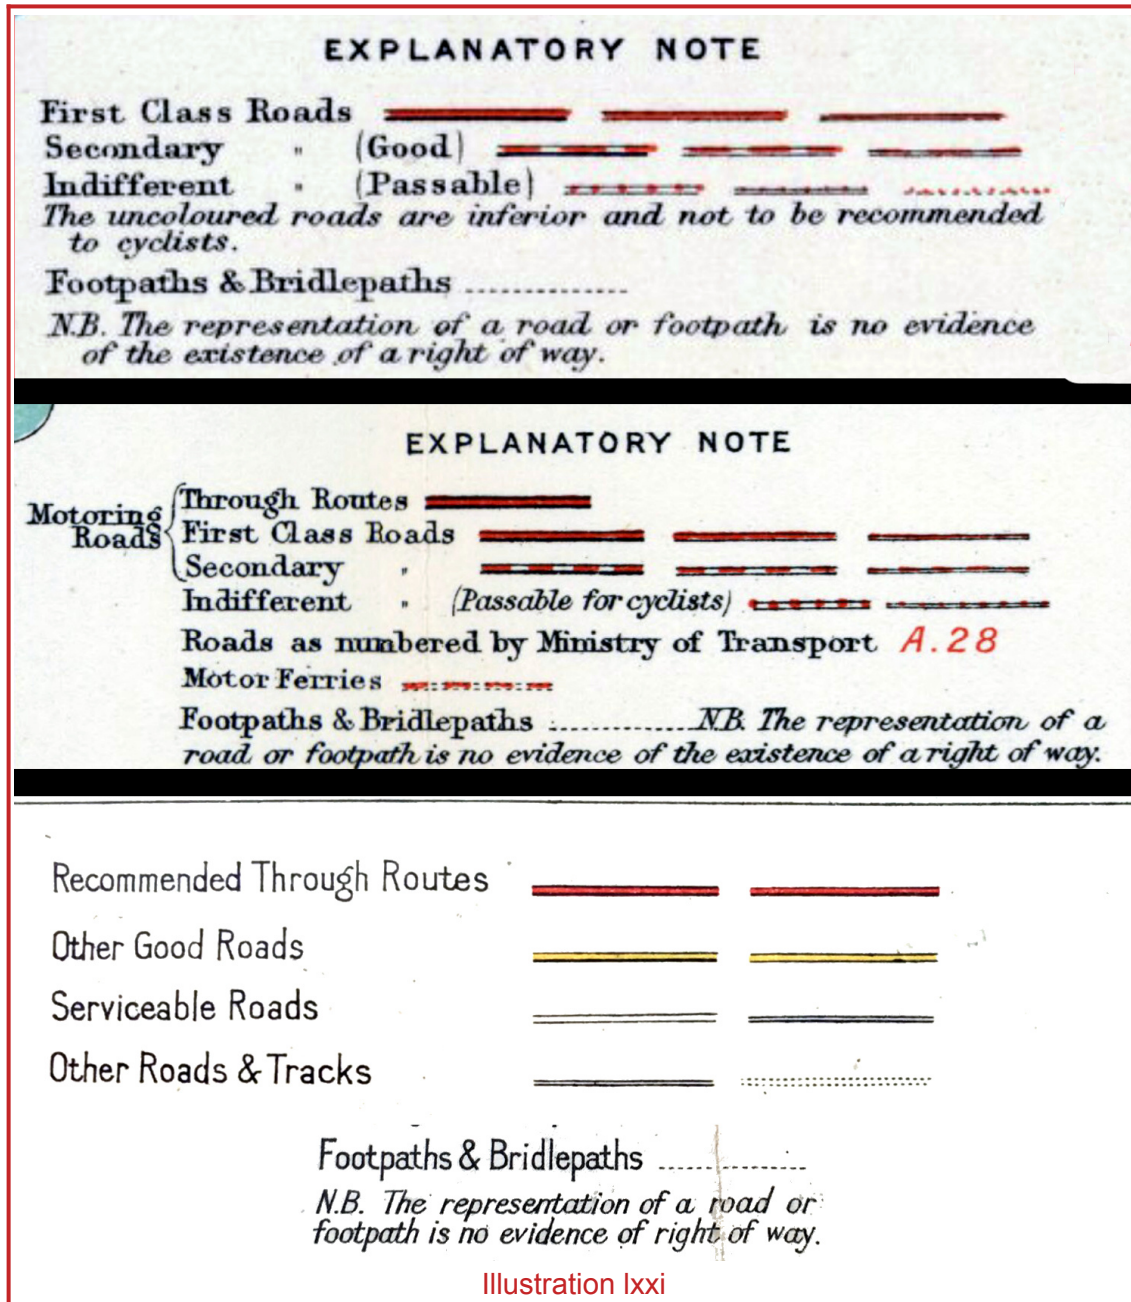 EXPLANATORY NOTE
First Class Roads
Secondary " (Good)
Indifferent " (Passable)
The uncoloured roads are inferior and not to be recommended
to cyclists.
Footpaths & Bridlepaths ................
N.B. The representation of a road or footpath is no evidence
of the existence of a right of way.
EXPLANATORY NOTE
Motoring Roads
Through Routes
First Class Roads
Secondary "
Indifferent " (Passable for cyclists)
Roads as numbered by Ministry of Transport A.28
Motor Ferries
Footpaths & Bridlepaths ................ N.B. The representation of a
road or footpath is no evidence of the existence of a right of way.
Recommended Through Routes
Other Good Roads
Serviceable Roads
Other Roads & Tracks
Footpaths & Bridlepaths ................
N.B. The representation of a road or
footpath is no evidence of right of way.
Illustration lxxi